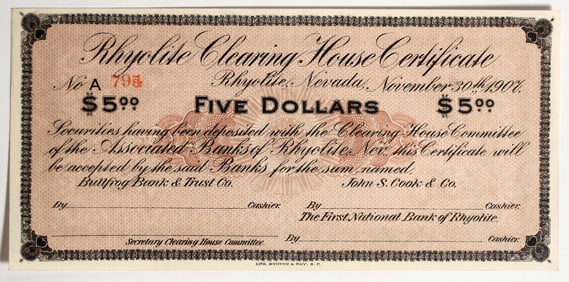 Rhyolite Clearing House Certificate
No A 794 Rhyolite, Nevada, November 30th 1907.
$5.00 FIVE DOLLARS $5.00
Securities having been deposited with the Clearing House Committee
of the Associated Banks of Rhyolite, Nev. this Certificate will
be accepted by the said Banks for the sum named.
Bullfrog Bank & Trust Co. John S. Cook & Co.
By Cashier. By Cashier.
The First National Bank of Rhyolite.
Secretary Clearing House Committee. By Cashier.